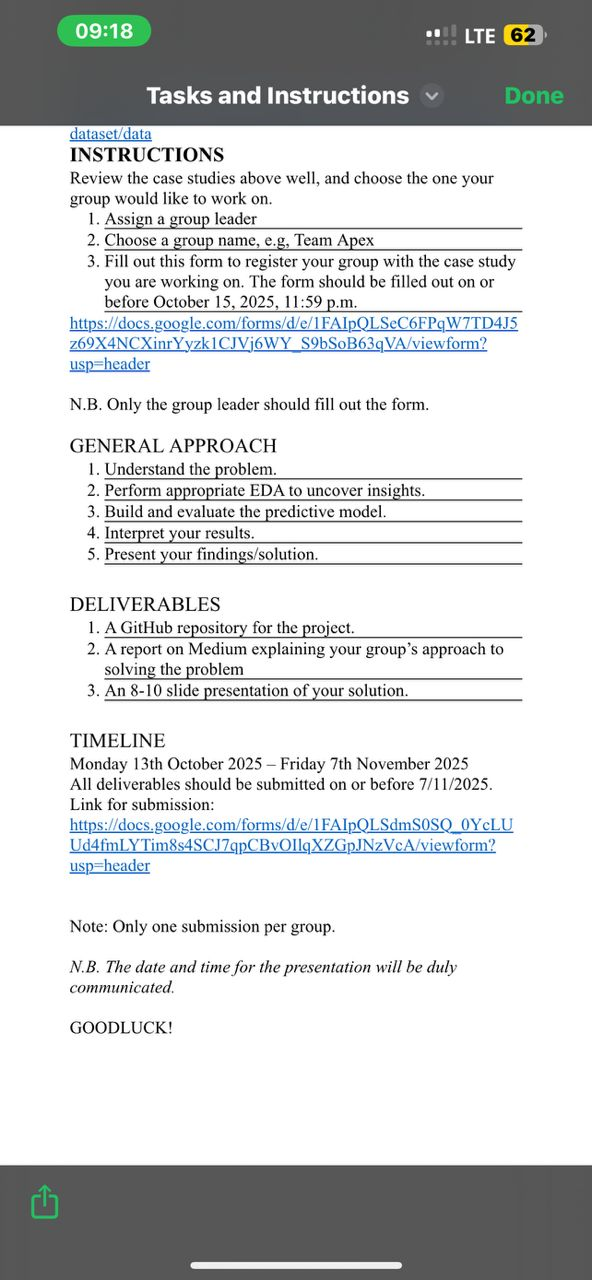 09:18
LTE 62
Tasks and Instructions
Done
dataset/data
INSTRUCTIONS
Review the case studies above well, and choose the one your
group would like to work on.
1. Assign a group leader
2. Choose a group name, e.g, Team Apex
3. Fill out this form to register your group with the case study
you are working on. The form should be filled out on or
before October 15, 2025, 11:59 p.m.
https://docs.google.com/forms/d/e/1FAIpQLSeC6FPqW7TD4J5
z69X4NCXinrYyzk1CJVj6WY_S9bSoB63qVA/viewform?
usp=header
N.B. Only the group leader should fill out the form.
GENERAL APPROACH
1. Understand the problem.
2. Perform appropriate EDA to uncover insights.
3. Build and evaluate the predictive model.
4. Interpret your results.
5. Present your findings/solution.
DELIVERABLES
1. A GitHub repository for the project.
2. A report on Medium explaining your group’s approach to
solving the problem
3. An 8-10 slide presentation of your solution.
TIMELINE
Monday 13th October 2025 – Friday 7th November 2025
All deliverables should be submitted on or before 7/11/2025.
Link for submission:
https://docs.google.com/forms/d/e/1FAIpQLSdmS0SQ_0YcLU
Ud4fmLYTim8s4SCJ7qpCBvOIlqXZGpJNzVcA/viewform?
usp=header
Note: Only one submission per group.
N.B. The date and time for the presentation will be duly
communicated.
GOODLUCK!